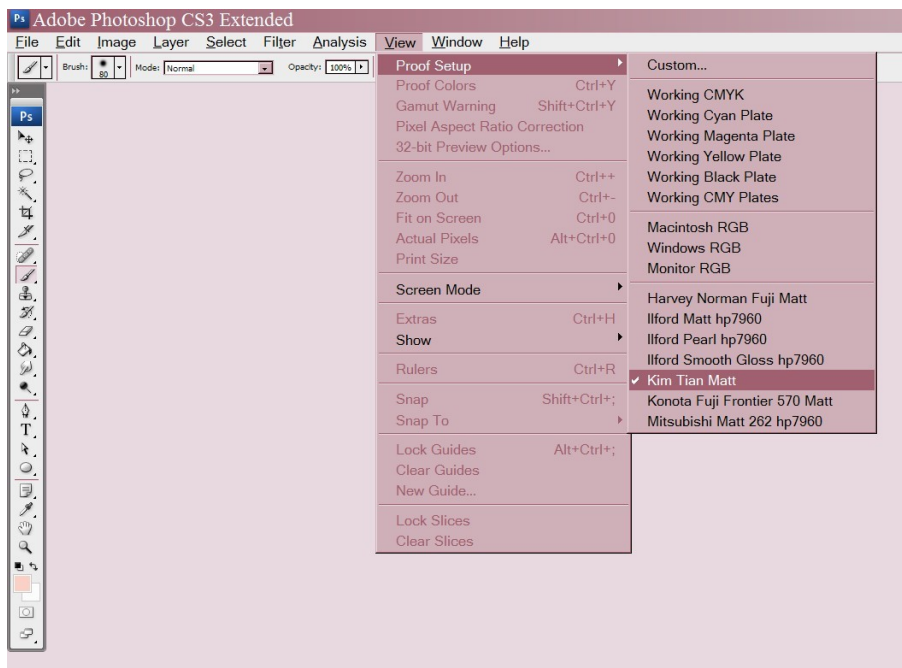 Ps Adobe Photoshop CS3 Extended
File Edit Image Layer Select Filter Analysis View Window Help
Brush: 80 Mode: Normal Opacity: 100%
Ps
T
Proof Setup
Proof Colors Ctrl+Y
Gamut Warning Shift+Ctrl+Y
Pixel Aspect Ratio Correction
32-bit Preview Options...
Zoom In Ctrl++
Zoom Out Ctrl+-
Fit on Screen Ctrl+0
Actual Pixels Alt+Ctrl+0
Print Size
Screen Mode
Extras Ctrl+H
Show
Rulers Ctrl+R
Snap Shift+Ctrl+;
Snap To
Lock Guides Alt+Ctrl+;
Clear Guides
New Guide...
Lock Slices
Clear Slices
Custom...
Working CMYK
Working Cyan Plate
Working Magenta Plate
Working Yellow Plate
Working Black Plate
Working CMY Plates
Macintosh RGB
Windows RGB
Monitor RGB
Harvey Norman Fuji Matt
Ilford Matt hp7960
Ilford Pearl hp7960
Ilford Smooth Gloss hp7960
Kim Tian Matt
Konota Fuji Frontier 570 Matt
Mitsubishi Matt 262 hp7960